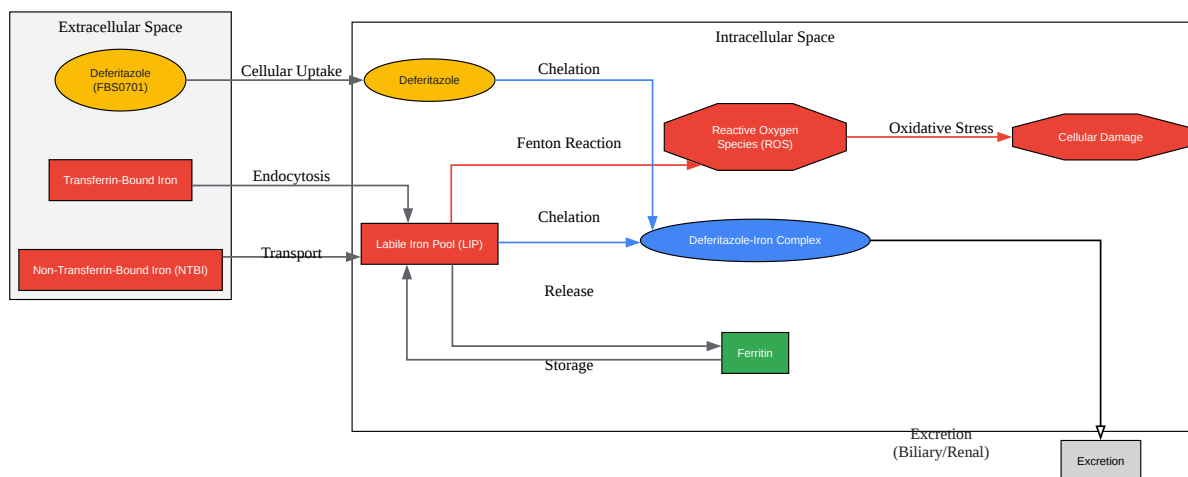 Extracellular Space
Intracellular Space
Deferitazole
(FBS0701)
Cellular Uptake
Deferitazole
Chelation
Reactive Oxygen
Species (ROS)
Oxidative Stress
Cellular Damage
Fenton Reaction
Transferrin-Bound Iron
Endocytosis
Chelation
Labile Iron Pool (LIP)
Deferitazole-Iron Complex
Non-Transferrin-Bound Iron (NTBI)
Transport
Release
Ferritin
Storage
Excretion
(Biliary/Renal)
Excretion